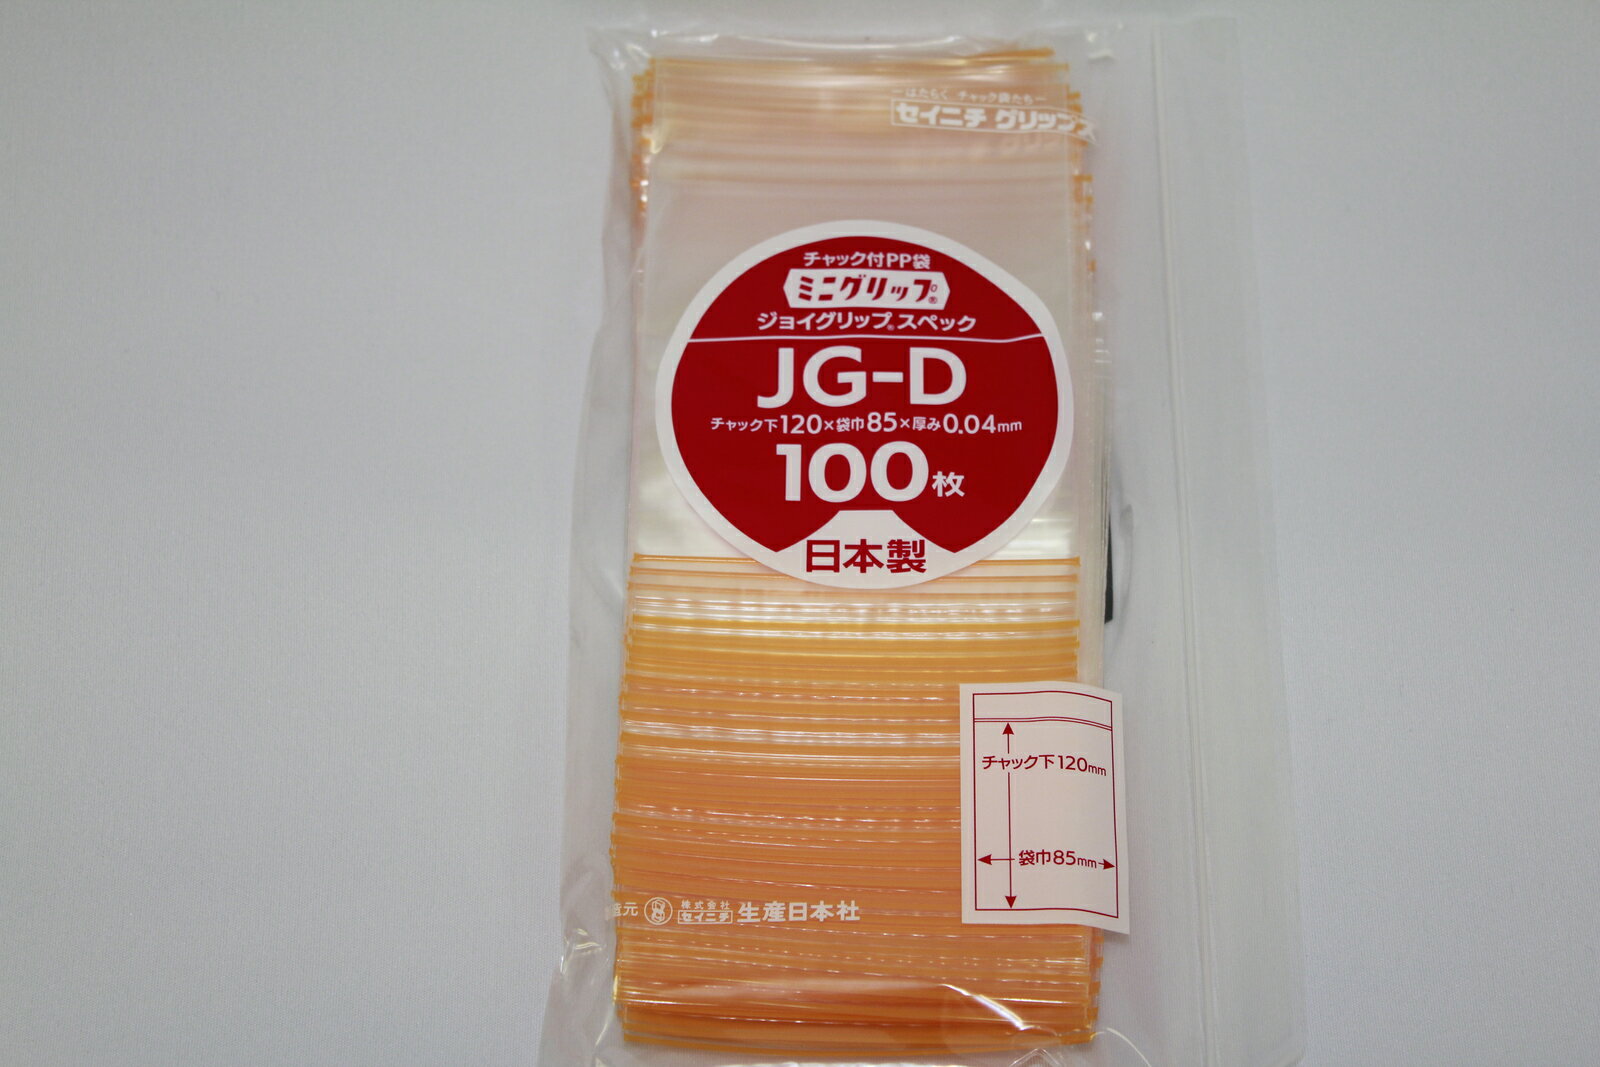 はたらく チャック袋たち
セイニチ グリップス
チャック付PP袋
ミニグリップ®
ジョイグリップ®スペック
JG-D
チャック下120×袋巾85×厚み0.04mm
100枚
日本製
チャック下120mm
袋巾85mm
元 株式会社 セイニチ 生産日本社